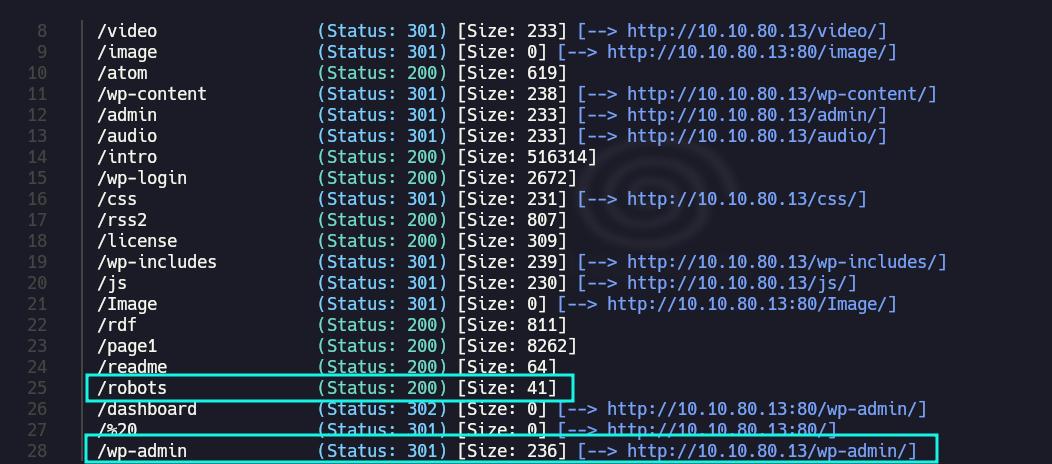 8 /video (Status: 301) [Size: 233] [--> http://10.10.80.13/video/]
9 /image (Status: 301) [Size: 0] [--> http://10.10.80.13:80/image/]
10 /atom (Status: 200) [Size: 619]
11 /wp-content (Status: 301) [Size: 238] [--> http://10.10.80.13/wp-content/]
12 /admin (Status: 301) [Size: 233] [--> http://10.10.80.13/admin/]
13 /audio (Status: 301) [Size: 233] [--> http://10.10.80.13/audio/]
14 /intro (Status: 200) [Size: 516314]
15 /wp-login (Status: 200) [Size: 2672]
16 /css (Status: 301) [Size: 231] [--> http://10.10.80.13/css/]
17 /rss2 (Status: 200) [Size: 807]
18 /license (Status: 200) [Size: 309]
19 /wp-includes (Status: 301) [Size: 239] [--> http://10.10.80.13/wp-includes/]
20 /js (Status: 301) [Size: 230] [--> http://10.10.80.13/js/]
21 /Image (Status: 301) [Size: 0] [--> http://10.10.80.13:80/Image/]
22 /rdf (Status: 200) [Size: 811]
23 /page1 (Status: 200) [Size: 8262]
24 /readme (Status: 200) [Size: 64]
25 /robots (Status: 200) [Size: 41]
26 /dashboard (Status: 302) [Size: 0] [--> http://10.10.80.13:80/wp-admin/]
27 /%20 (Status: 301) [Size: 0] [--> http://10.10.80.13:80/]
28 /wp-admin (Status: 301) [Size: 236] [--> http://10.10.80.13/wp-admin/]